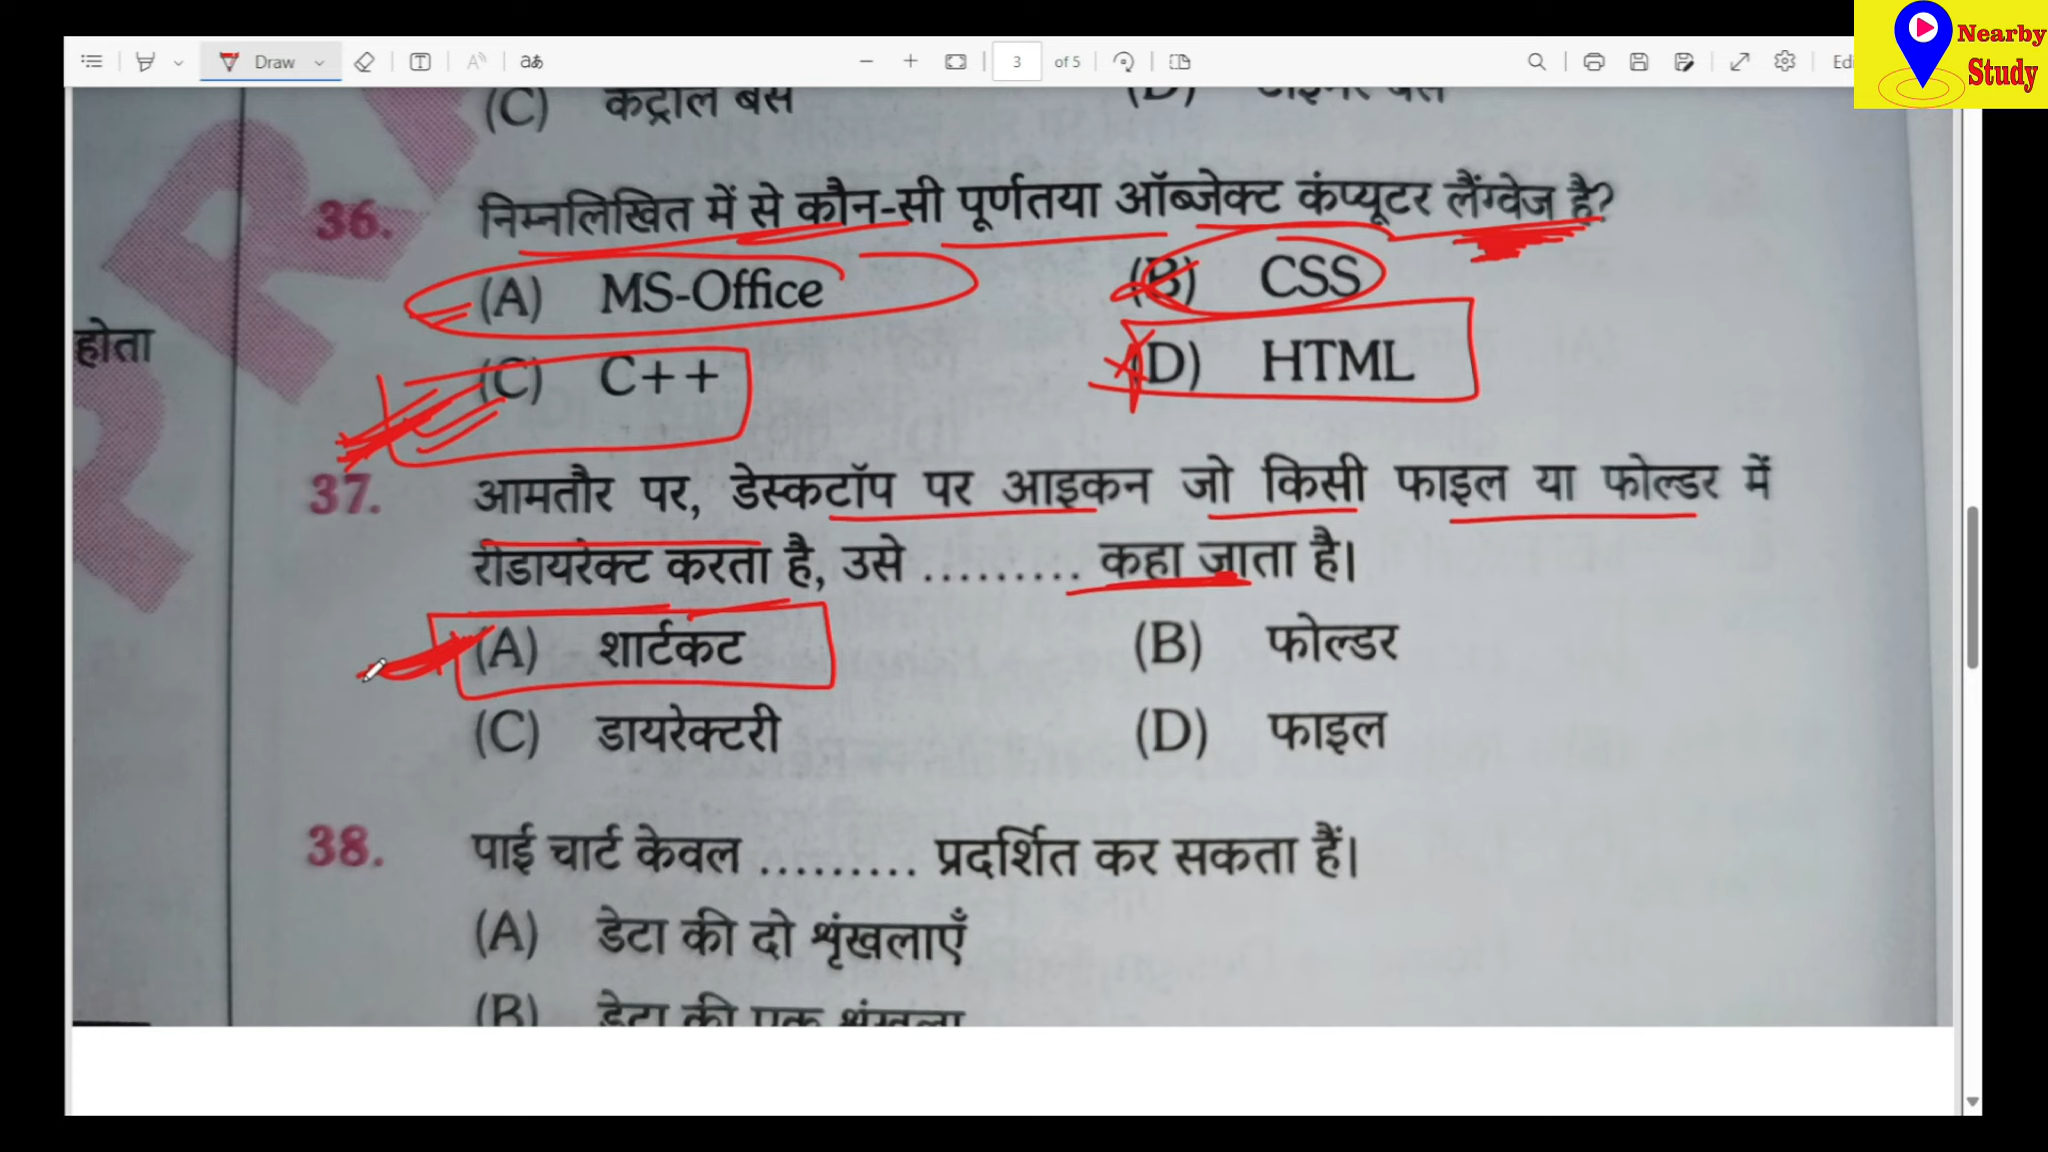 Draw
3
of 5
Nearby
Study
(C) कंट्रोल बस
36. निम्नलिखित में से कौन-सी पूर्णतया ऑब्जेक्ट कंप्यूटर लैंग्वेज है?
(A) MS-Office (B) CSS
होता
(C) C++ (D) HTML
37. आमतौर पर, डेस्कटॉप पर आइकन जो किसी फाइल या फोल्डर में
रीडायरेक्ट करता है, उसे ......... कहा जाता है।
(A) शार्टकट (B) फोल्डर
(C) डायरेक्टरी (D) फाइल
38. पाई चार्ट केवल ......... प्रदर्शित कर सकता हैं।
(A) डेटा की दो शृंखलाएँ
(B) डेटा की एक शृंखला